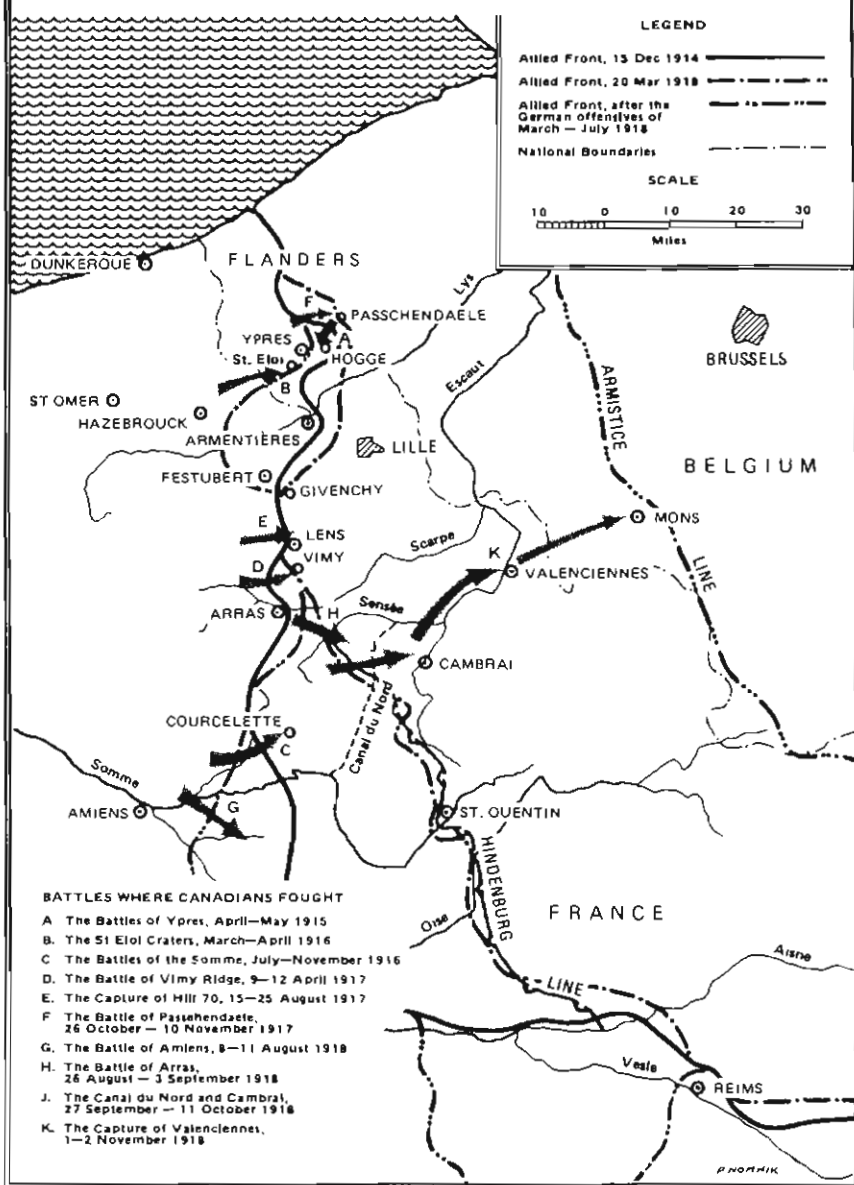 LEGEND
Allied Front, 15 Dec 1914
Allied Front, 20 Mar 1918
Allied Front, after the
German offensives of
March — July 1918
National Boundaries
SCALE
10 0 10 20 30
Miles
DUNKERQUE
FLANDERS
Lys
F
PASSCHENDAELE
YPRES
A
HOGGE
St. Eloi
B
BRUSSELS
Escaut
ST OMER
HAZEBROUCK
ARMENTIÈRES
LILLE
ARMISTICE
BELGIUM
FESTUBERT
GIVENCHY
MONS
E
LENS
Scarpe
VIMY
K
VALENCIENNES
LINE
D
ARRAS
H
Sensée
J
CAMBRAI
Canal du Nord
COURCELETTE
C
Somme
AMIENS
G
ST. QUENTIN
HINDENBURG
FRANCE
Oise
Aisne
LINE
Vesle
REIMS
BATTLES WHERE CANADIANS FOUGHT
A The Battles of Ypres, April—May 1915
B. The St Eloi Craters, March—April 1916
C The Battles of the Somme, July—November 1916
D. The Battle of Vimy Ridge, 9—12 April 1917
E. The Capture of Hill 70, 15—25 August 1917
F The Battle of Passchendaele,
26 October — 10 November 1917
G. The Battle of Amiens, 8—11 August 1918
H. The Battle of Arras,
26 August — 3 September 1918
J. The Canal du Nord and Cambrai,
27 September — 11 October 1918
K. The Capture of Valenciennes,
1—2 November 1918